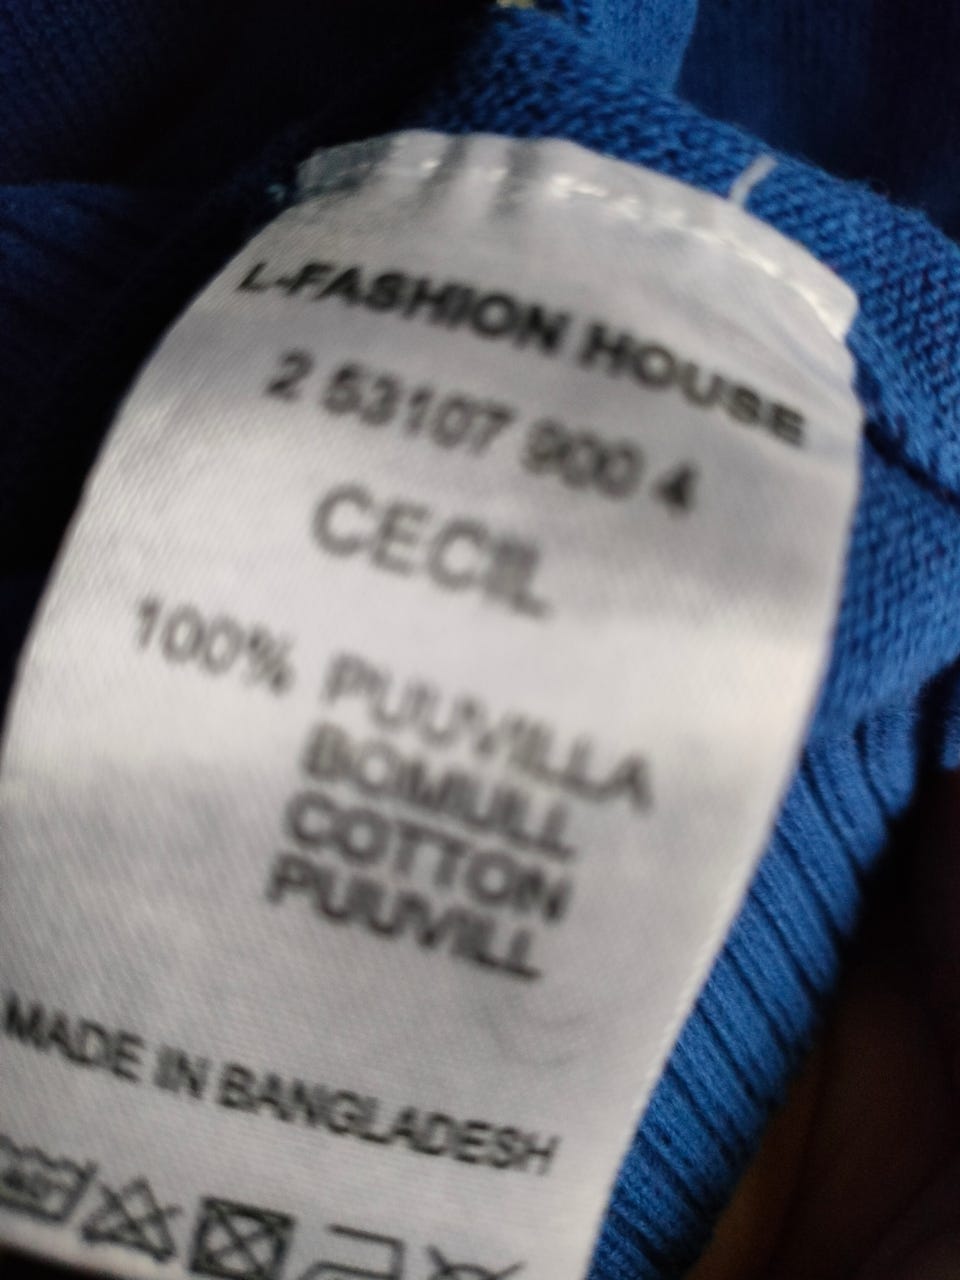 L-FASHION HOUSE
2 53107 900 4
CECIL
100% PUUVILLA
BOMULL
COTTON
PUUVILL
MADE IN BANGLADESH